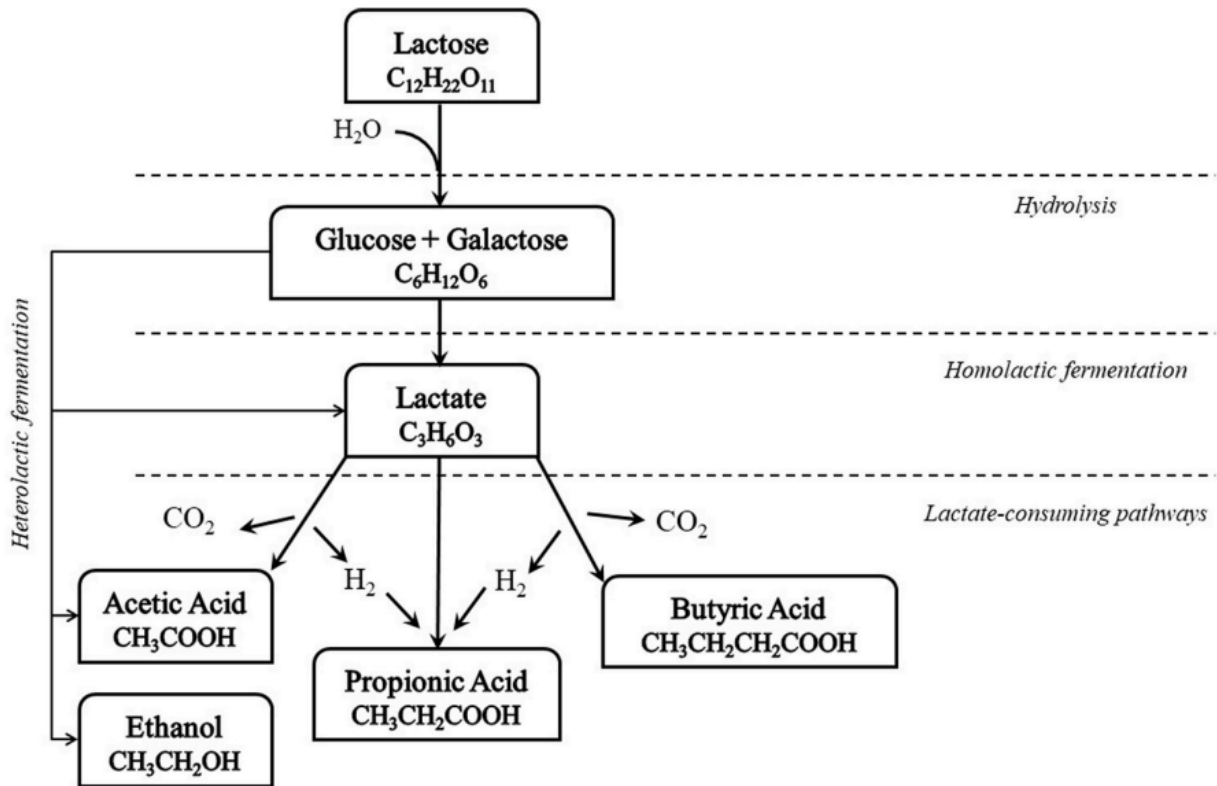 Lactose
C₁₂H₂₂O₁₁
H₂O
Hydrolysis
Glucose + Galactose
C₆H₁₂O₆
Heterolactic fermentation
Homolactic fermentation
Lactate
C₃H₆O₃
Lactate-consuming pathways
CO₂
CO₂
H₂
H₂
Acetic Acid
CH₃COOH
Butyric Acid
CH₃CH₂CH₂COOH
Propionic Acid
CH₃CH₂COOH
Ethanol
CH₃CH₂OH